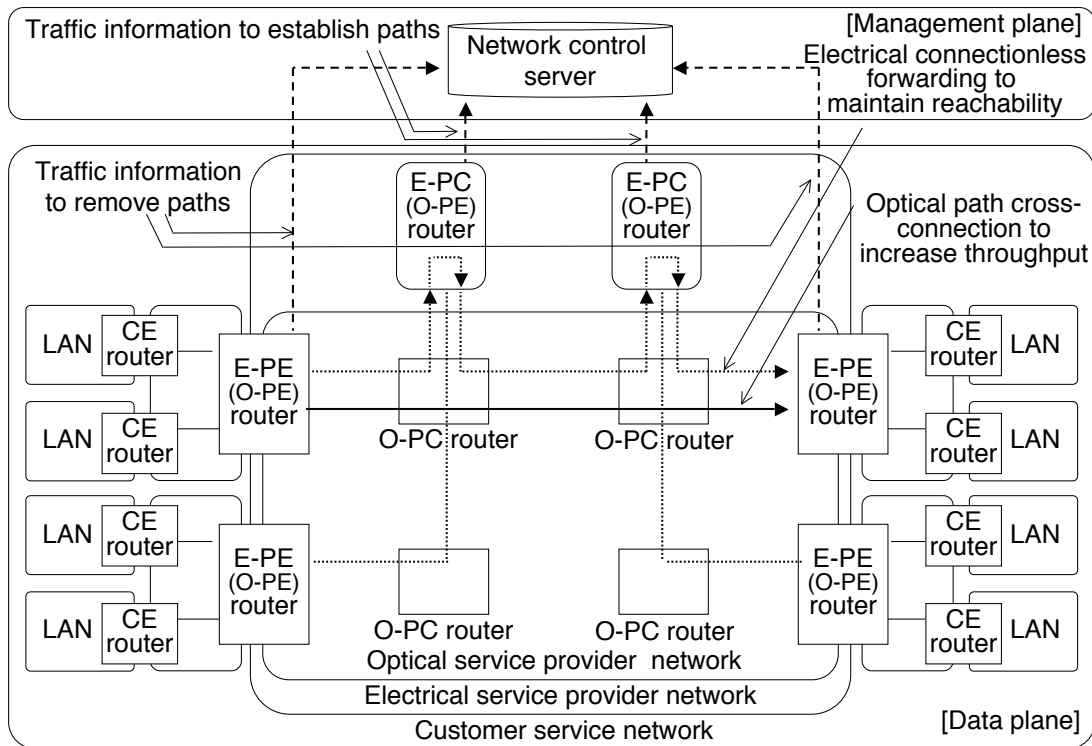 Traffic information to establish paths
Network control
server
[Management plane]
Electrical connectionless
forwarding to
maintain reachability
Traffic information
to remove paths
E-PC
(O-PE)
router
E-PC
(O-PE)
router
Optical path cross-
connection to
increase throughput
LAN
CE
router
E-PE
(O-PE)
router
LAN
CE
router
O-PC router
O-PC router
E-PE
(O-PE)
router
CE
router
LAN
CE
router
LAN
LAN
CE
router
E-PE
(O-PE)
router
LAN
CE
router
O-PC router
O-PC router
E-PE
(O-PE)
router
CE
router
LAN
CE
router
LAN
Optical service provider network
Electrical service provider network
Customer service network
[Data plane]